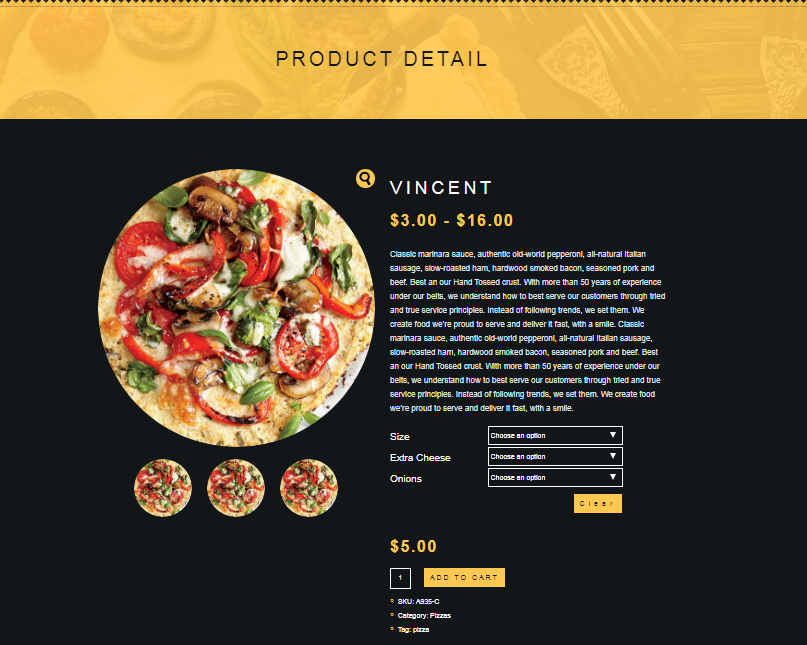 PRODUCT DETAIL
VINCENT
$3.00 - $16.00
Classic marinara sauce, authentic old-world pepperoni, all-natural Italian
sausage, slow-roasted ham, hardwood smoked bacon, seasoned pork and
beef. Best an our Hand Tossed crust. With more than 50 years of experience
under our belts, we understand how to best serve our customers through tried
and true service principles. Instead of following trends, we set them. We
create food we're proud to serve and deliver it fast, with a smile. Classic
marinara sauce, authentic old-world pepperoni, all-natural Italian sausage,
slow-roasted ham, hardwood smoked bacon, seasoned pork and beef. Best
an our Hand Tossed crust. With more than 50 years of experience under our
belts, we understand how to best serve our customers through tried and true
service principles. Instead of following trends, we set them. We create food
we're proud to serve and deliver it fast, with a smile.
Size Choose an option
Extra Cheese Choose an option
Onions Choose an option
Clear
$5.00
1 ADD TO CART
SKU: A935-C
Category: Pizzas
Tag: pizza